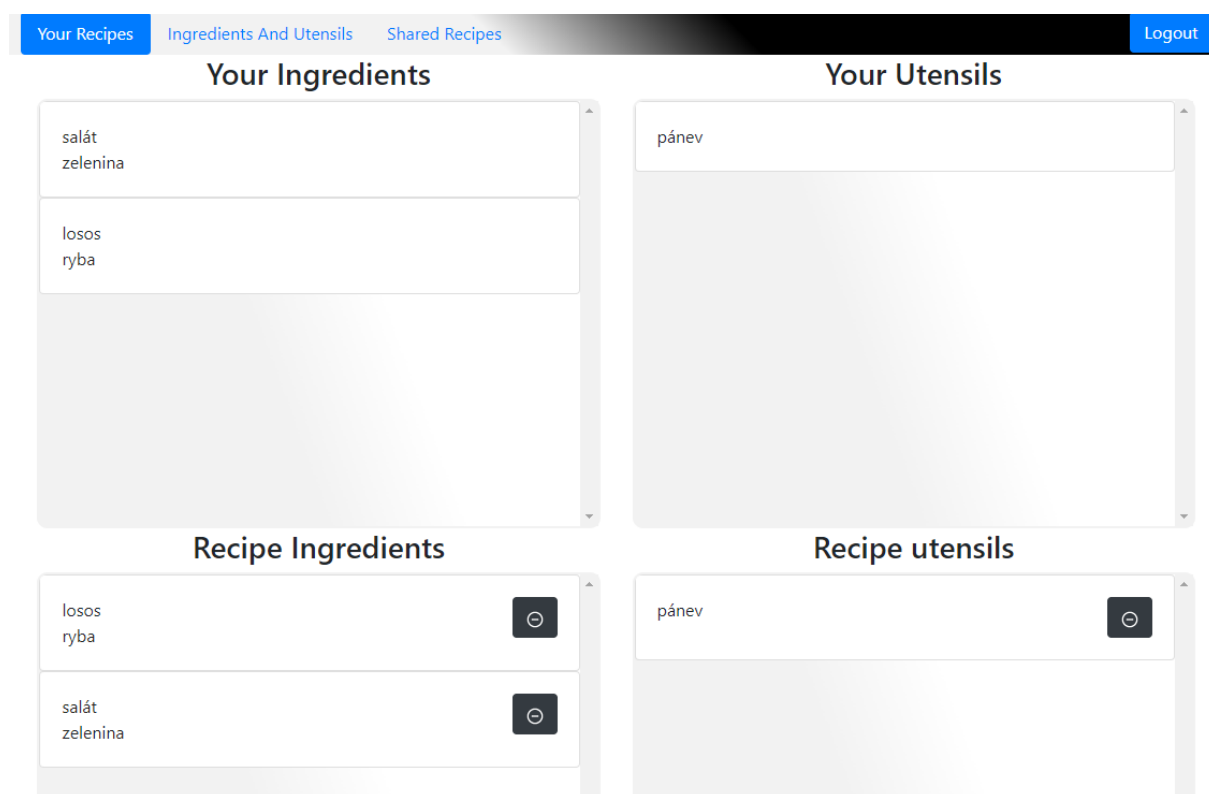 Your Recipes Ingredients And Utensils Shared Recipes Logout
Your Ingredients
salát
zelenina
losos
ryba
Your Utensils
pánev
Recipe Ingredients
losos
ryba
salát
zelenina
Recipe utensils
pánev